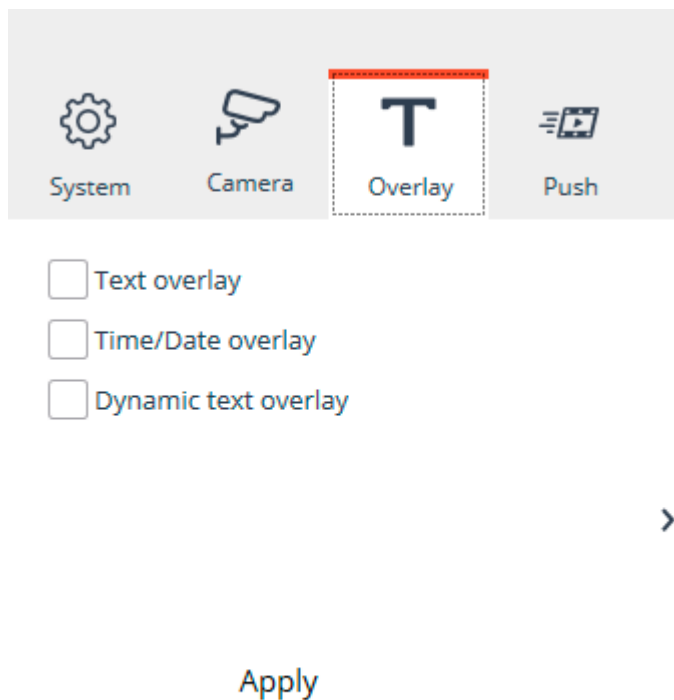 System Camera Overlay Push
Text overlay
Time/Date overlay
Dynamic text overlay
Apply